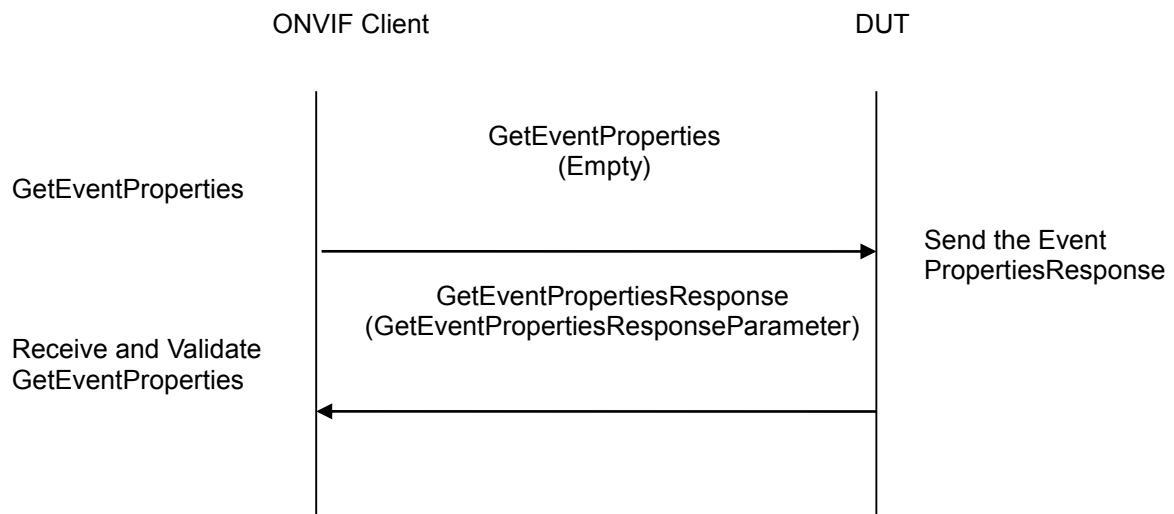 ONVIF Client
DUT
GetEventProperties
(Empty)
GetEventProperties
Send the Event
PropertiesResponse
GetEventPropertiesResponse
(GetEventPropertiesResponseParameter)
Receive and Validate
GetEventProperties